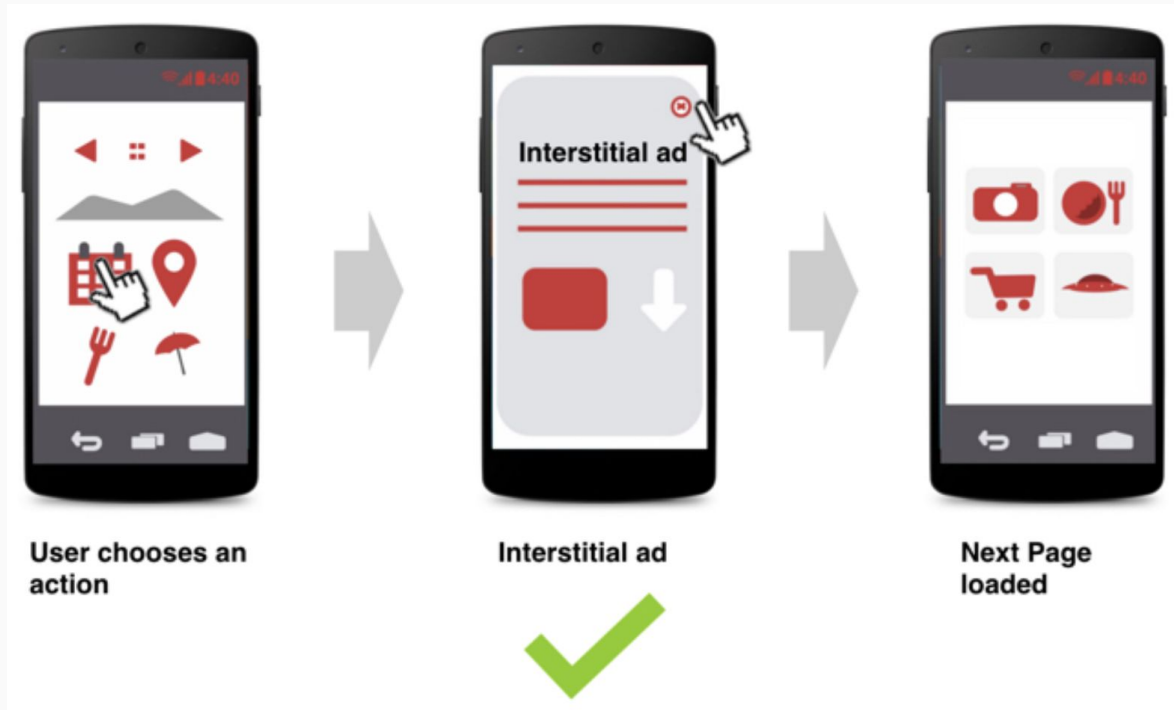 4:40
4:40
Interstitial ad
User chooses an
action
Interstitial ad
Next Page
loaded